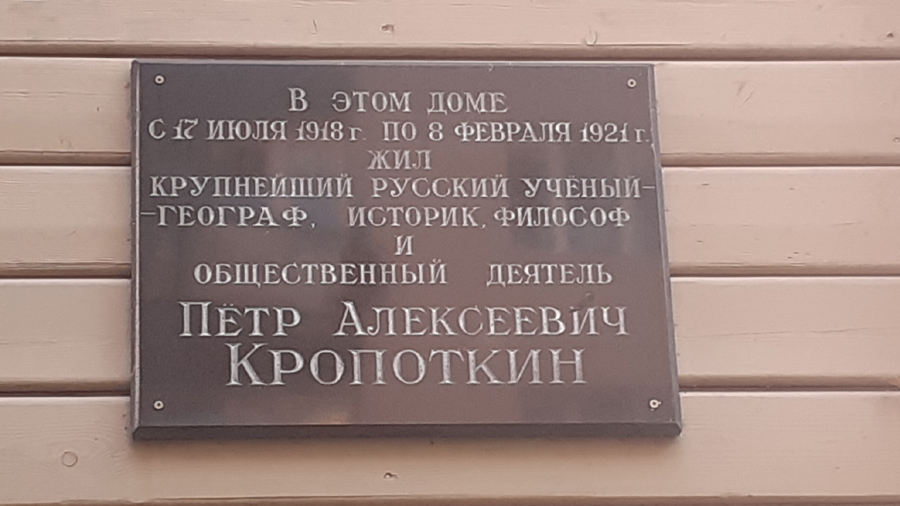 В ЭТОМ ДОМЕ
С 17 ИЮЛЯ 1918 г. ПО 8 ФЕВРАЛЯ 1921 г.
ЖИЛ
КРУПНЕЙШИЙ РУССКИЙ УЧЁНЫЙ-
-ГЕОГРАФ, ИСТОРИК, ФИЛОСОФ
И
ОБЩЕСТВЕННЫЙ ДЕЯТЕЛЬ
ПЁТР АЛЕКСЕЕВИЧ
КРОПОТКИН